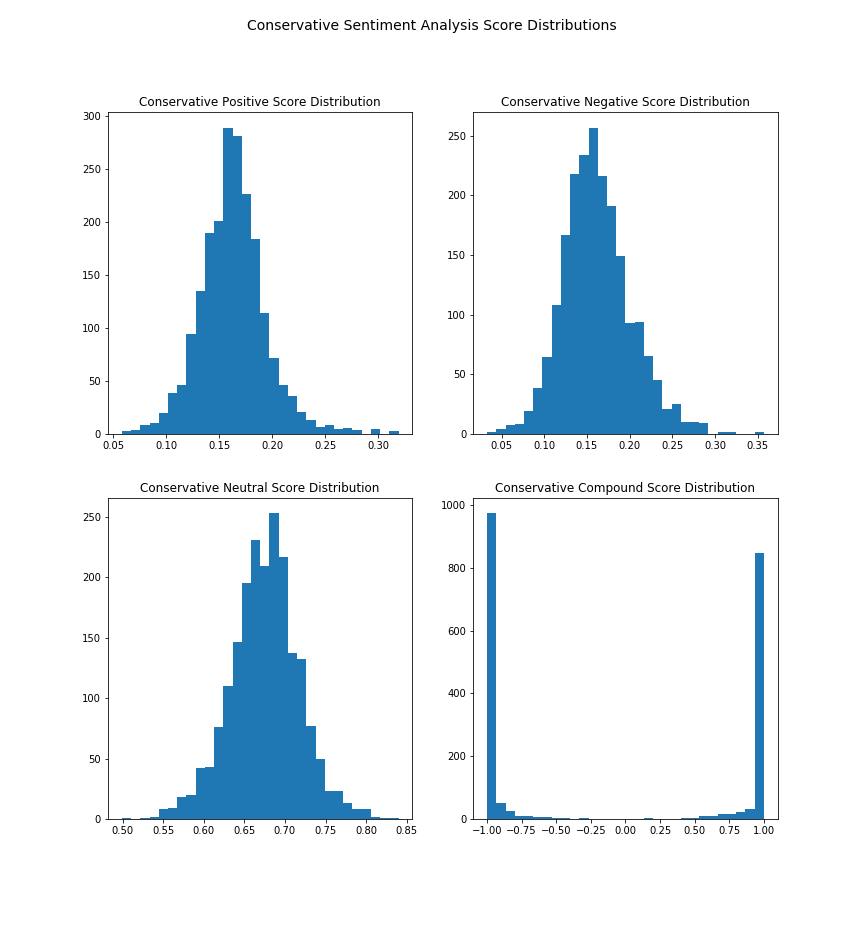 Conservative Sentiment Analysis Score Distributions
Conservative Positive Score Distribution
300
250
200
150
100
50
0
0.05 0.10 0.15 0.20 0.25 0.30
Conservative Negative Score Distribution
250
200
150
100
50
0
0.05 0.10 0.15 0.20 0.25 0.30 0.35
Conservative Neutral Score Distribution
250
200
150
100
50
0
0.50 0.55 0.60 0.65 0.70 0.75 0.80 0.85
Conservative Compound Score Distribution
1000
800
600
400
200
0
−1.00 −0.75 −0.50 −0.25 0.00 0.25 0.50 0.75 1.00